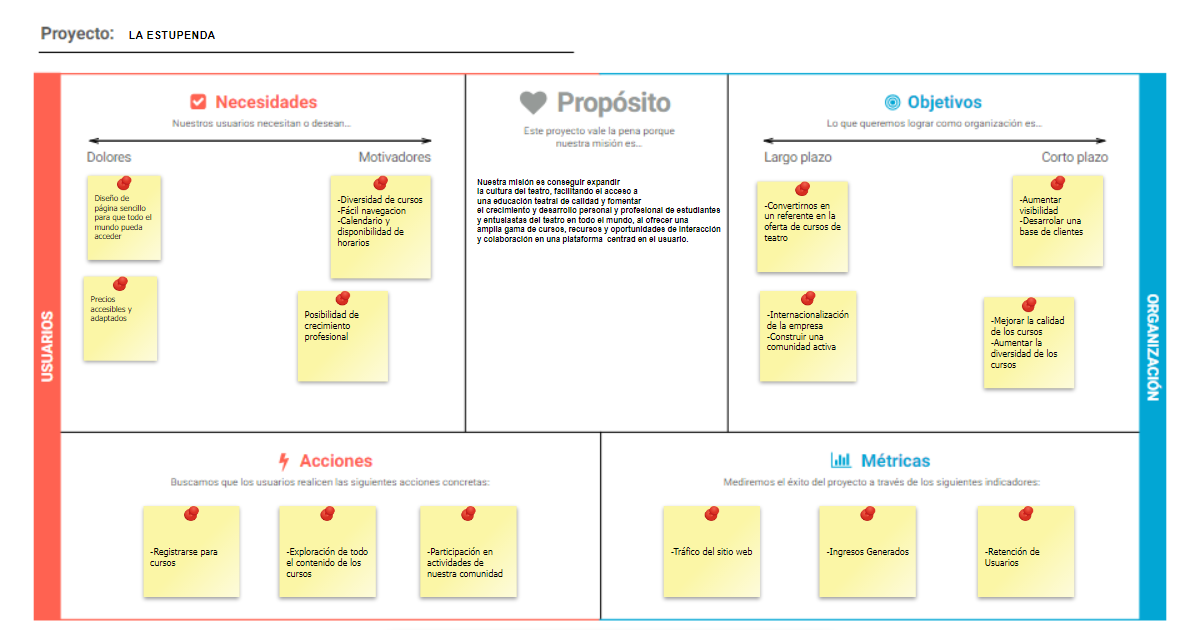 Proyecto: LA ESTUPENDA
USUARIOS
Necesidades
Nuestros usuarios necesitan o desean...
Dolores
Motivadores
Diseño de
página sencillo
para que todo el
mundo pueda
acceder
-Diversidad de cursos
-Fácil navegacion
-Calendario y
disponibilidad de
horarios
Precios
accesibles y
adaptados
Posibilidad de
crecimiento
profesional
Propósito
Este proyecto vale la pena porque
nuestra misión es...
Nuestra misión es conseguir expandir
la cultura del teatro, facilitando el acceso a
una educación teatral de calidad y fomentar
el crecimiento y desarrollo personal y profesional de estudiantes
y entusiastas del teatro en todo el mundo, al ofrecer una
amplia gama de cursos, recursos y oportunidades de interacción
y colaboración en una plataforma centrad en el usuario.
Objetivos
Lo que queremos lograr como organización es...
Largo plazo
Corto plazo
-Convertirnos en
un referente en la
oferta de cursos de
teatro
-Aumentar
visibilidad
-Desarrolar una
base de clientes
-Internacionalización
de la empresa
-Construir una
comunidad activa
-Mejorar la calidad
de los cursos
-Aumentar la
diversidad de los
cursos
ORGANIZACIÓN
Acciones
Buscamos que los usuarios realicen las siguientes acciones concretas:
-Registrarse para
cursos
-Exploración de todo
el contenido de los
cursos
-Participación en
actividades de
nuestra comunidad
Métricas
Mediremos el éxito del proyecto a través de los siguientes indicadores:
-Tráfico del sitio web
-Ingresos Generados
-Retención de
Usuarios